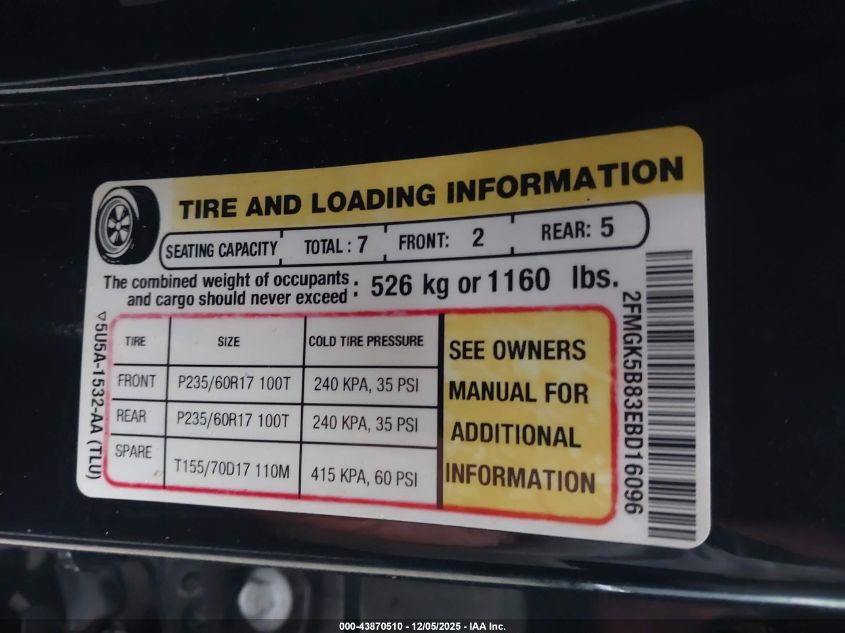 TIRE AND LOADING INFORMATION
SEATING CAPACITY TOTAL : 7 FRONT: 2 REAR: 5
The combined weight of occupants and cargo should never exceed : 526 kg or 1160 lbs.
TIRE SIZE COLD TIRE PRESSURE
FRONT P235/60R17 100T 240 KPA, 35 PSI
REAR P235/60R17 100T 240 KPA, 35 PSI
SPARE T155/70D17 110M 415 KPA, 60 PSI
SEE OWNERS
MANUAL FOR
ADDITIONAL
INFORMATION
▽5U5A-1532-AA (TLU)
2FMGK5B83EBD16096
000-43870510 - 12/05/2025 - IAA Inc.